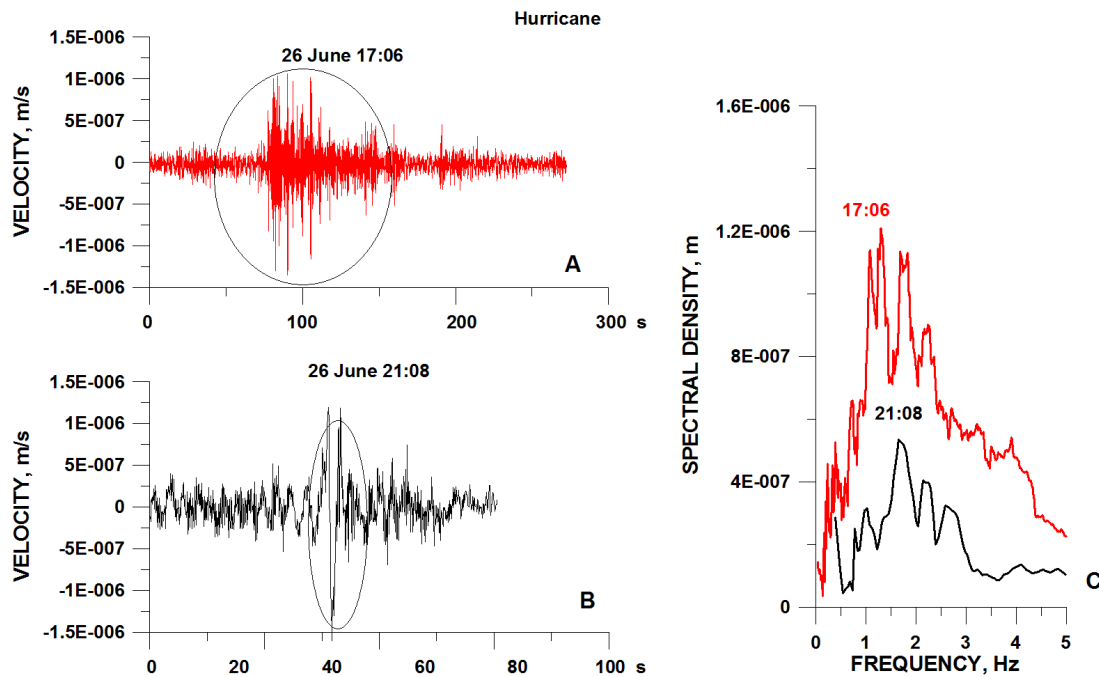 Hurricane
1.5E-006
1E-006
5E-007
0
-5E-007
-1E-006
-1.5E-006
VELOCITY, m/s
26 June 17:06
A
0
100
200
300
s
1.5E-006
1E-006
5E-007
0
-5E-007
-1E-006
-1.5E-006
VELOCITY, m/s
26 June 21:08
B
0
20
40
60
80
100
s
1.6E-006
1.2E-006
8E-007
4E-007
0
SPECTRAL DENSITY, m
17:06
21:08
C
0
1
2
3
4
5
FREQUENCY, Hz